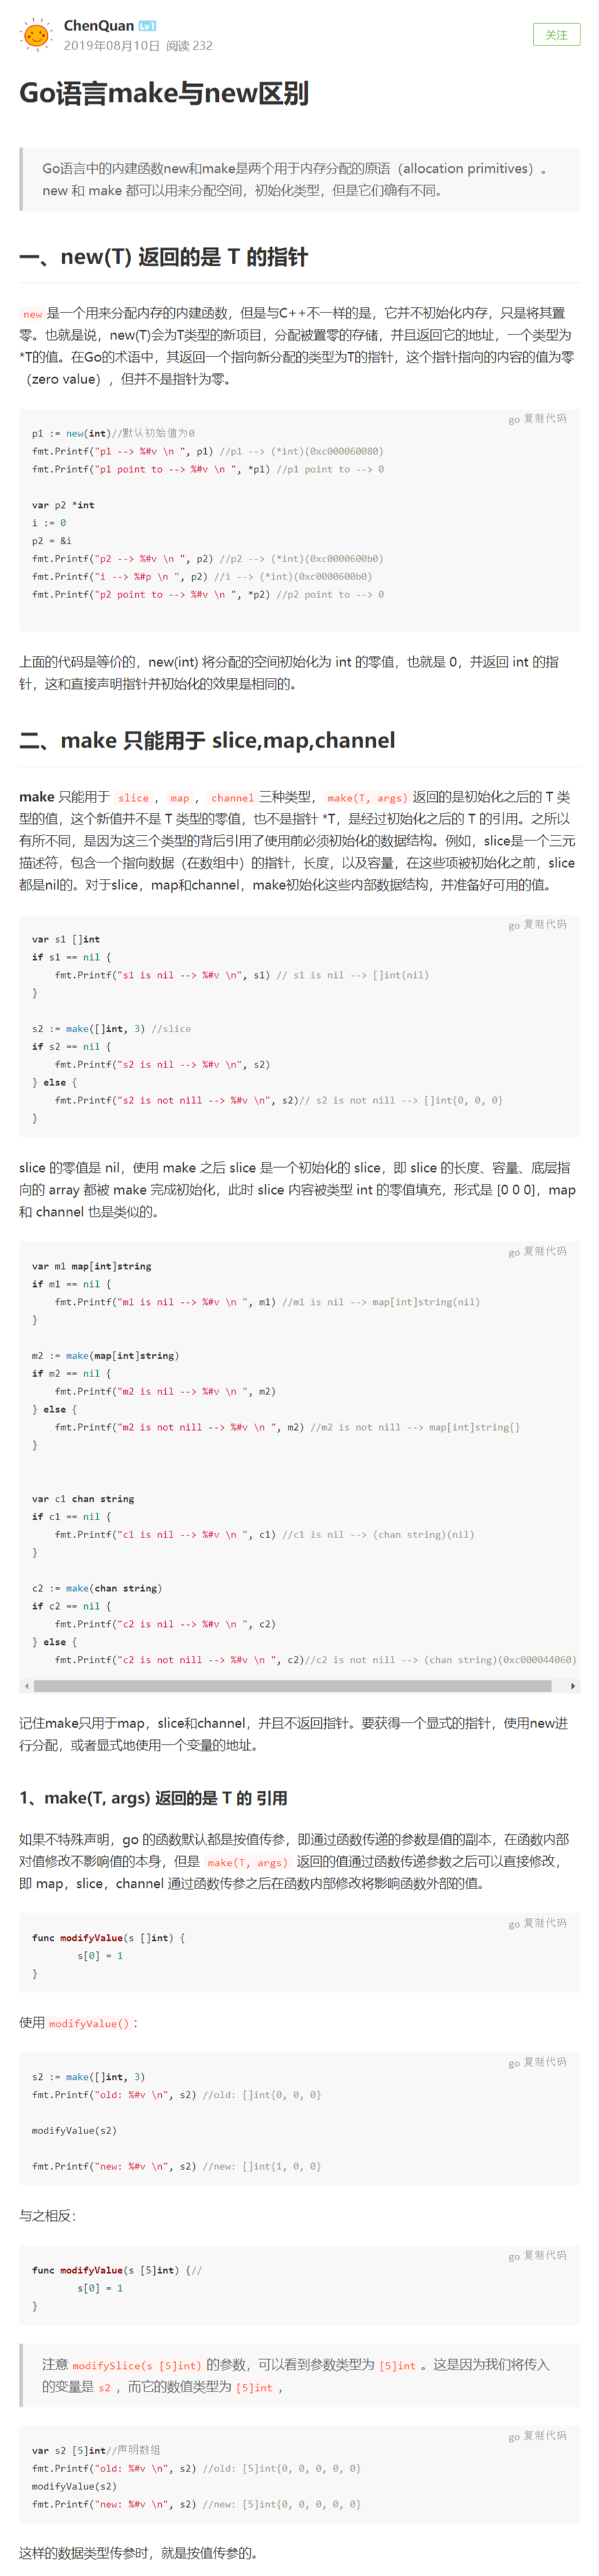 ChenQuan Lv1
2019年08月10日 阅读 232
关注
Go语言make与new区别
Go语言中的内建函数new和make是两个用于内存分配的原语（allocation primitives）。
new 和 make 都可以用来分配空间，初始化类型，但是它们确有不同。
一、new(T) 返回的是 T 的指针
new 是一个用来分配内存的内建函数，但是与C++不一样的是，它并不初始化内存，只是将其置
零。也就是说，new(T)会为T类型的新项目，分配被置零的存储，并且返回它的地址，一个类型为
*T的值。在Go的术语中，其返回一个指向新分配的类型为T的指针，这个指针指向的内容的值为零
（zero value），但并不是指针为零。
go 复制代码
p1 := new(int)//默认初始值为0
fmt.Printf("p1 --> %#v \n ", p1) //p1 --> (*int)(0xc000060080)
fmt.Printf("p1 point to --> %#v \n ", *p1) //p1 point to --> 0
var p2 *int
i := 0
p2 = &i
fmt.Printf("p2 --> %#v \n ", p2) //p2 --> (*int)(0xc0000600b0)
fmt.Printf("i --> %#p \n ", p2) //i --> (*int)(0xc0000600b0)
fmt.Printf("p2 point to --> %#v \n ", *p2) //p2 point to --> 0
上面的代码是等价的，new(int) 将分配的空间初始化为 int 的零值，也就是 0，并返回 int 的指
针，这和直接声明指针并初始化的效果是相同的。
二、make 只能用于 slice,map,channel
make 只能用于 slice， map， channel 三种类型，make(T, args) 返回的是初始化之后的 T 类
型的值，这个新值并不是 T 类型的零值，也不是指针 *T，是经过初始化之后的 T 的引用。之所以
有所不同，是因为这三个类型的背后引用了使用前必须初始化的数据结构。例如，slice是一个三元
描述符，包含一个指向数据（在数组中）的指针，长度，以及容量，在这些项被初始化之前，slice
都是nil的。对于slice，map和channel，make初始化这些内部数据结构，并准备好可用的值。
go 复制代码
var s1 []int
if s1 == nil {
    fmt.Printf("s1 is nil --> %#v \n", s1) // s1 is nil --> []int(nil)
}
s2 := make([]int, 3) //slice
if s2 == nil {
    fmt.Printf("s2 is nil --> %#v \n", s2)
} else {
    fmt.Printf("s2 is not nill --> %#v \n", s2)// s2 is not nill --> []int{0, 0, 0}
}
slice 的零值是 nil，使用 make 之后 slice 是一个初始化的 slice，即 slice 的长度、容量、底层指
向的 array 都被 make 完成初始化，此时 slice 内容被类型 int 的零值填充，形式是 [0 0 0]，map
和 channel 也是类似的。
go 复制代码
var m1 map[int]string
if m1 == nil {
    fmt.Printf("m1 is nil --> %#v \n ", m1) //m1 is nil --> map[int]string(nil)
}
m2 := make(map[int]string)
if m2 == nil {
    fmt.Printf("m2 is nil --> %#v \n ", m2)
} else {
    fmt.Printf("m2 is not nill --> %#v \n ", m2) //m2 is not nill --> map[int]string{}
}
var c1 chan string
if c1 == nil {
    fmt.Printf("c1 is nil --> %#v \n ", c1) //c1 is nil --> (chan string)(nil)
}
c2 := make(chan string)
if c2 == nil {
    fmt.Printf("c2 is nil --> %#v \n ", c2)
} else {
    fmt.Printf("c2 is not nill --> %#v \n ", c2)//c2 is not nill --> (chan string)(0xc000044060)
记住make只用于map，slice和channel，并且不返回指针。要获得一个显式的指针，使用new进
行分配，或者显式地使用一个变量的地址。
1、make(T, args) 返回的是 T 的 引用
如果不特殊声明，go 的函数默认都是按值传参，即通过函数传递的参数是值的副本，在函数内部
对值修改不影响值的本身，但是 make(T, args) 返回的值通过函数传递参数之后可以直接修改，
即 map，slice，channel 通过函数传参之后在函数内部修改将影响函数外部的值。
go 复制代码
func modifyValue(s []int) {
        s[0] = 1
}
使用 modifyValue()：
go 复制代码
s2 := make([]int, 3)
fmt.Printf("old: %#v \n", s2) //old: []int{0, 0, 0}
modifyValue(s2)
fmt.Printf("new: %#v \n", s2) //new: []int{1, 0, 0}
与之相反：
go 复制代码
func modifyValue(s [5]int) {//
        s[0] = 1
}
注意 modifySlice(s [5]int) 的参数，可以看到参数类型为 [5]int 。这是因为我们将传入
的变量是 s2 ，而它的数值类型为 [5]int ，
go 复制代码
var s2 [5]int//声明数组
fmt.Printf("old: %#v \n", s2) //old: [5]int{0, 0, 0, 0, 0}
modifyValue(s2)
fmt.Printf("new: %#v \n", s2) //new: [5]int{0, 0, 0, 0, 0}
这样的数据类型传参时，就是按值传参的。